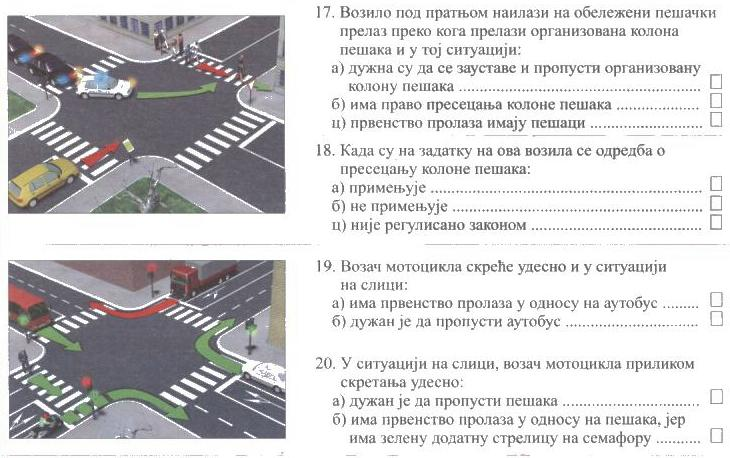 17. Возило под пратњом наилази на обележени пешачки
прелаз преко кога прелази организована колона
пешака и у тој ситуацији:
а) дужна су да се зауставе и пропусти организовану
колону пешака ........................................................
б) има право пресецања колоне пешака ..................
ц) првенство пролаза имају пешаци ........................
18. Када су на задатку на ова возила се одредба о
пресецању колоне пешака:
а) примењује ..........................................................
б) не примењује ......................................................
ц) није регулисано законом .....................................
19. Возач мотоцикла скреће удесно и у ситуацији
на слици:
а) има првенство пролаза у односу на аутобус .........
б) дужан је да пропусти аутобус ..............................
20. У ситуацији на слици, возач мотоцикла приликом
скретања удесно:
а) дужан је да пропусти пешака ...............................
б) има првенство пролаза у односу на пешака, јер
има зелену додатну стрелицу на семафору ...........